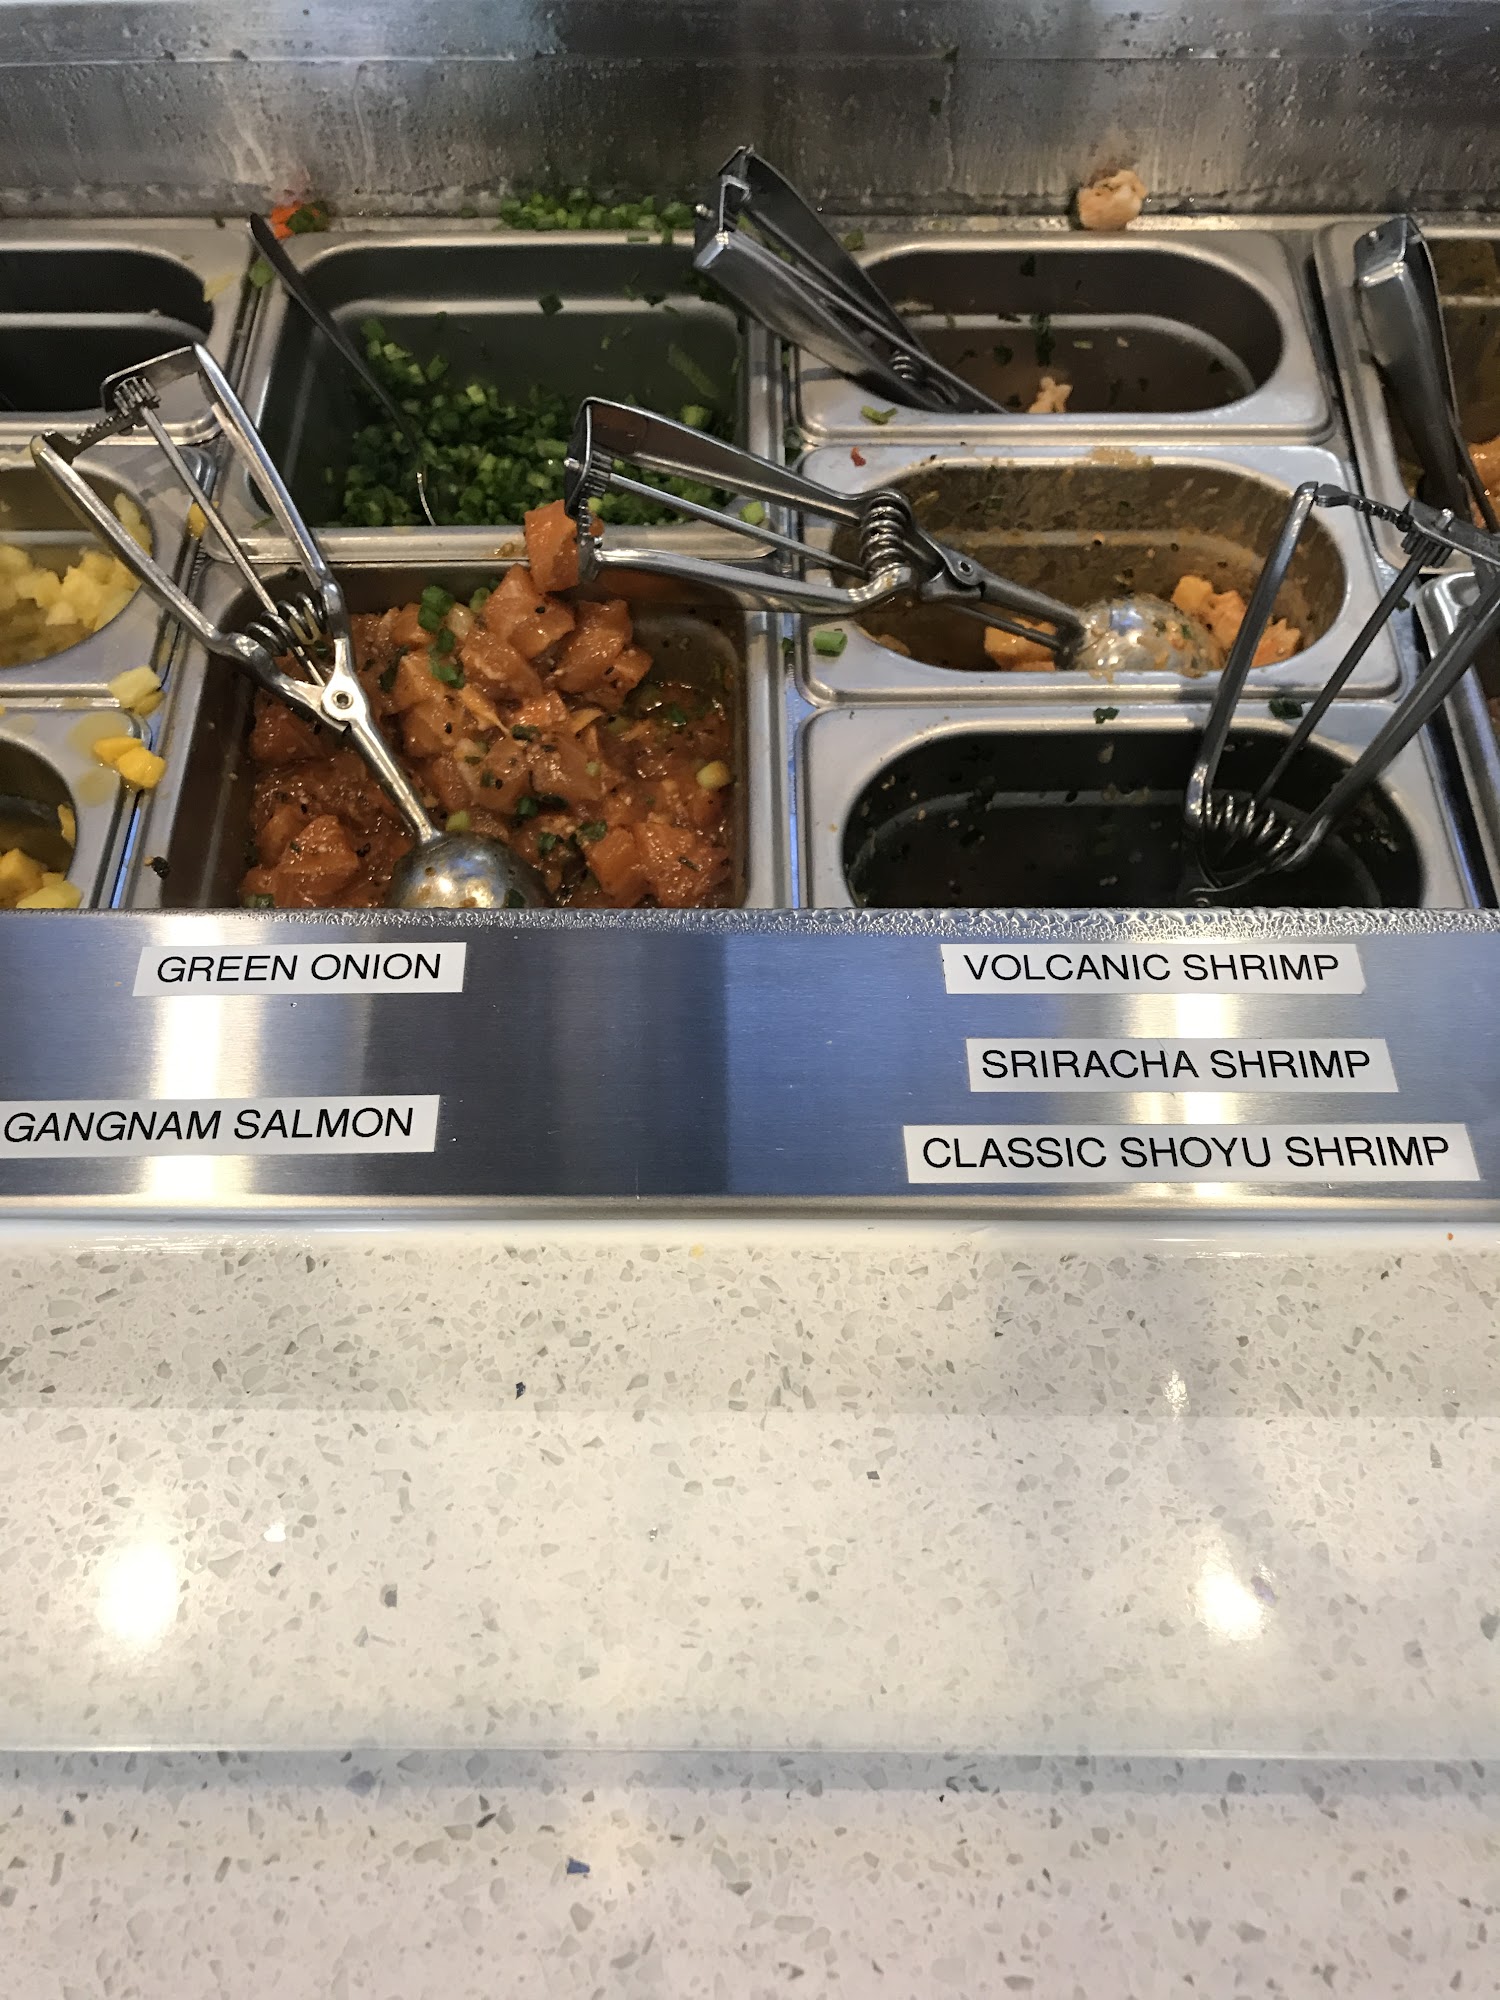 GREEN ONION
GANGNAM SALMON
VOLCANIC SHRIMP
SRIRACHA SHRIMP
CLASSIC SHOYU SHRIMP